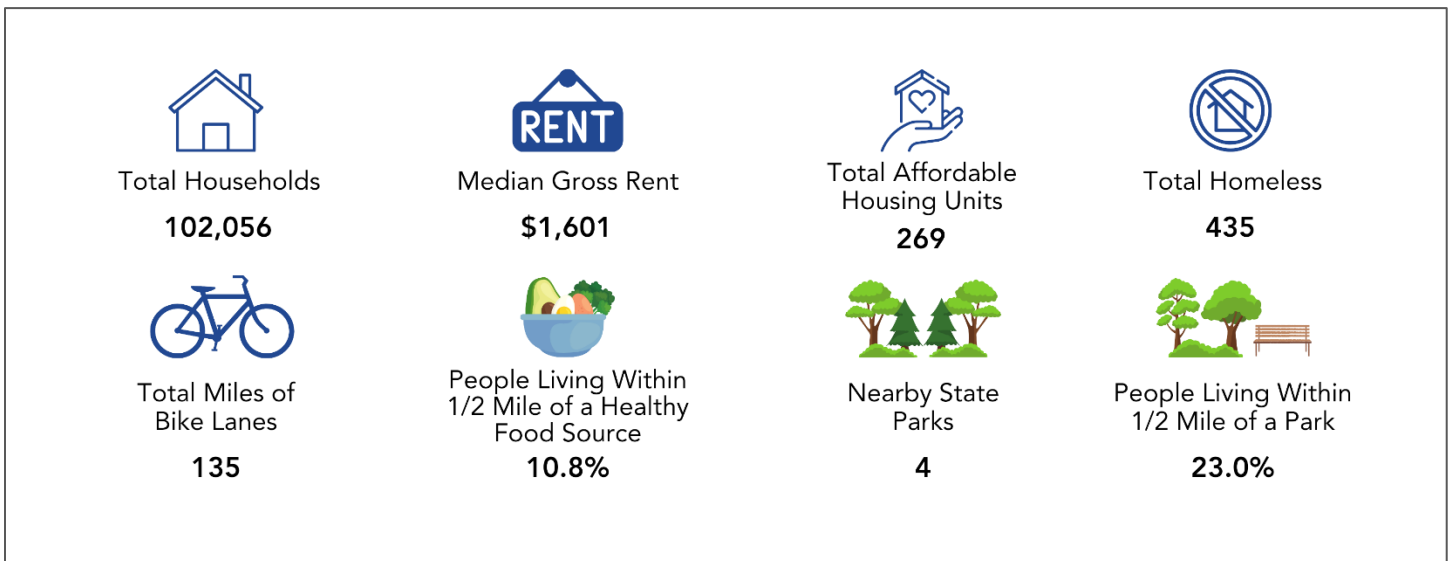 RENT
Total Households
102,056
Median Gross Rent
$1,601
Total Affordable
Housing Units
269
Total Homeless
435
Total Miles of
Bike Lanes
135
People Living Within
1/2 Mile of a Healthy
Food Source
10.8%
Nearby State
Parks
4
People Living Within
1/2 Mile of a Park
23.0%